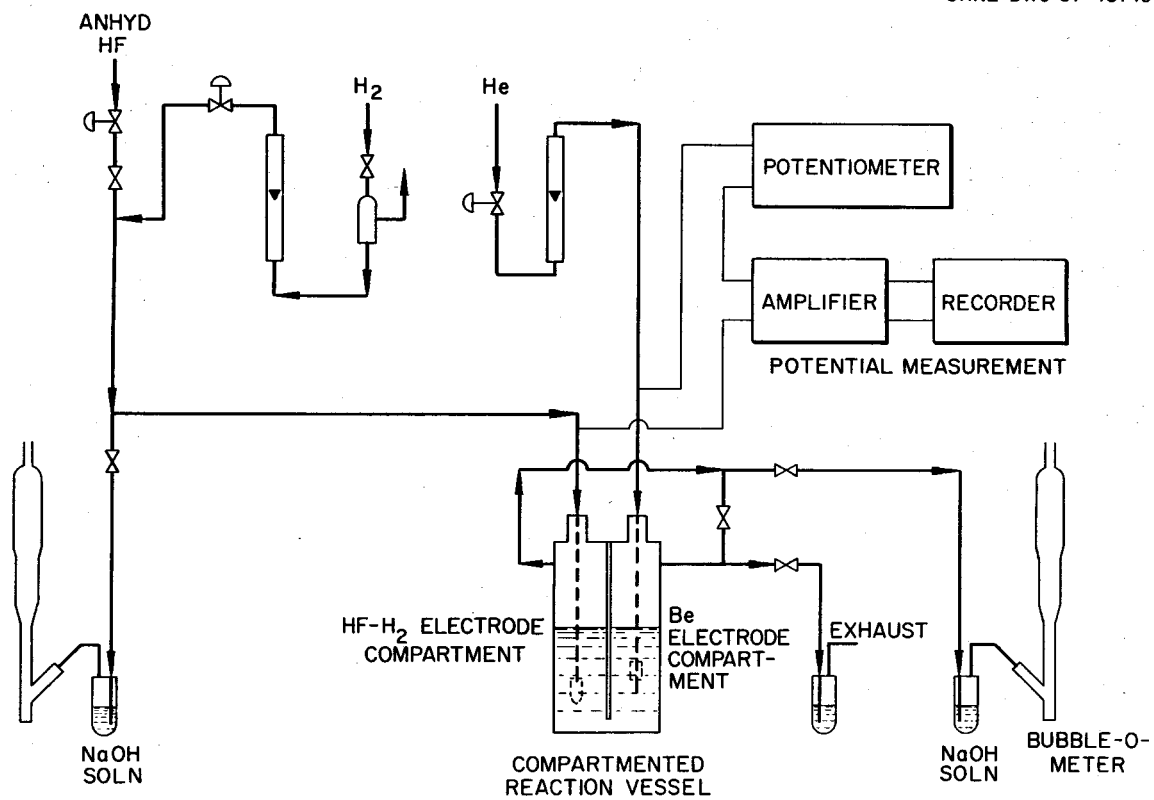 ANHYD
HF
H2
He
POTENTIOMETER
AMPLIFIER
RECORDER
POTENTIAL MEASUREMENT
HF-H2 ELECTRODE
COMPARTMENT
Be
ELECTRODE
COMPART-
MENT
EXHAUST
NaOH
SOLN
COMPARTMENTED
REACTION VESSEL
NaOH
SOLN
BUBBLE-O-
METER